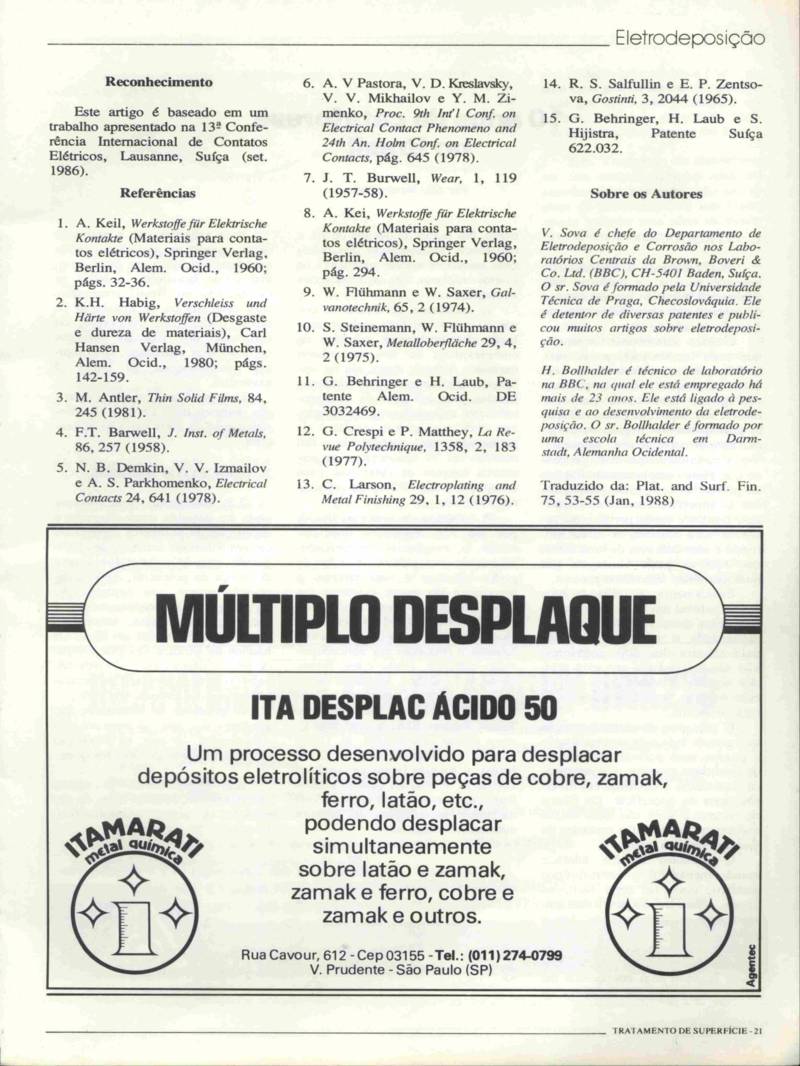 Eletrodeposição
Reconhecimento
Este artigo é baseado em um
trabalho apresentado na 13ª Confe-
rência Internacional de Contatos
Elétricos, Lausanne, Suíça (set.
1986).
Referências
1. A. Keil, Werkstoffe für Elektrische
Kontakte (Materiais para conta-
tos elétricos), Springer Verlag,
Berlin, Alem. Ocid., 1960;
págs. 32-36.
2. K.H. Habig, Verschleiss und
Härte von Werkstoffen (Desgaste
e dureza de materiais), Carl
Hansen Verlag, München,
Alem. Ocid., 1980; págs.
142-159.
3. M. Antler, Thin Solid Films, 84,
245 (1981).
4. F.T. Barwell, J. Inst. of Metals,
86, 257 (1958).
5. N. B. Demkin, V. V. Izmailov
e A. S. Parkhomenko, Electrical
Contacts 24, 641 (1978).
6. A. V Pastora, V. D. Kreslavsky,
V. V. Mikhailov e Y. M. Zi-
menko, Proc. 9th Int'l Conf. on
Electrical Contact Phenomeno and
24th An. Holm Conf. on Electrical
Contacts, pág. 645 (1978).
7. J. T. Burwell, Wear, 1, 119
(1957-58).
8. A. Kei, Werkstoffe für Elektrische
Kontakte (Materiais para conta-
tos elétricos), Springer Verlag,
Berlin, Alem. Ocid., 1960;
pág. 294.
9. W. Flühmann e W. Saxer, Gal-
vanotechnik, 65, 2 (1974).
10. S. Steinemann, W. Flühmann e
W. Saxer, Metalloberfläche 29, 4,
2 (1975).
11. G. Behringer e H. Laub, Pa-
tente Alem. Ocid. DE
3032469.
12. G. Crespi e P. Matthey, La Re-
vue Polytechnique, 1358, 2, 183
(1977).
13. C. Larson, Electroplating and
Metal Finishing 29, 1, 12 (1976).
14. R. S. Salfullin e E. P. Zentso-
va, Gostinti, 3, 2044 (1965).
15. G. Behringer, H. Laub e S.
Hijistra, Patente Suíça
622.032.
Sobre os Autores
V. Sova é chefe do Departamento de
Eletrodeposição e Corrosão nos Labo-
ratórios Centrais da Brown, Boveri &
Co. Ltd. (BBC), CH-5401 Baden, Suíça.
O sr. Sova é formado pela Universidade
Técnica de Praga, Checoslováquia. Ele
é detentor de diversas patentes e publi-
cou muitos artigos sobre eletrodeposi-
ção.
H. Bollhalder é técnico de laboratório
na BBC, na qual ele está empregado há
mais de 23 anos. Ele está ligado à pes-
quisa e ao desenvolvimento da eletrode-
posição. O sr. Bollhalder é formado por
uma escola técnica em Darm-
stadt, Alemanha Ocidental.
Traduzido da: Plat. and Surf. Fin.
75, 53-55 (Jan, 1988)
MÚLTIPLO DESPLAQUE
ITA DESPLAC ÁCIDO 50
Um processo desenvolvido para desplacar
depósitos eletrolíticos sobre peças de cobre, zamak,
ferro, latão, etc.,
podendo desplacar
simultaneamente
sobre latão e zamak,
zamak e ferro, cobre e
zamak e outros.
ITAMARATI
metal química
ITAMARATI
metal química
Rua Cavour, 612 - Cep 03155 - Tel.: (011) 274-0799
V. Prudente - São Paulo (SP)
Agentec
TRATAMENTO DE SUPERFÍCIE - 21